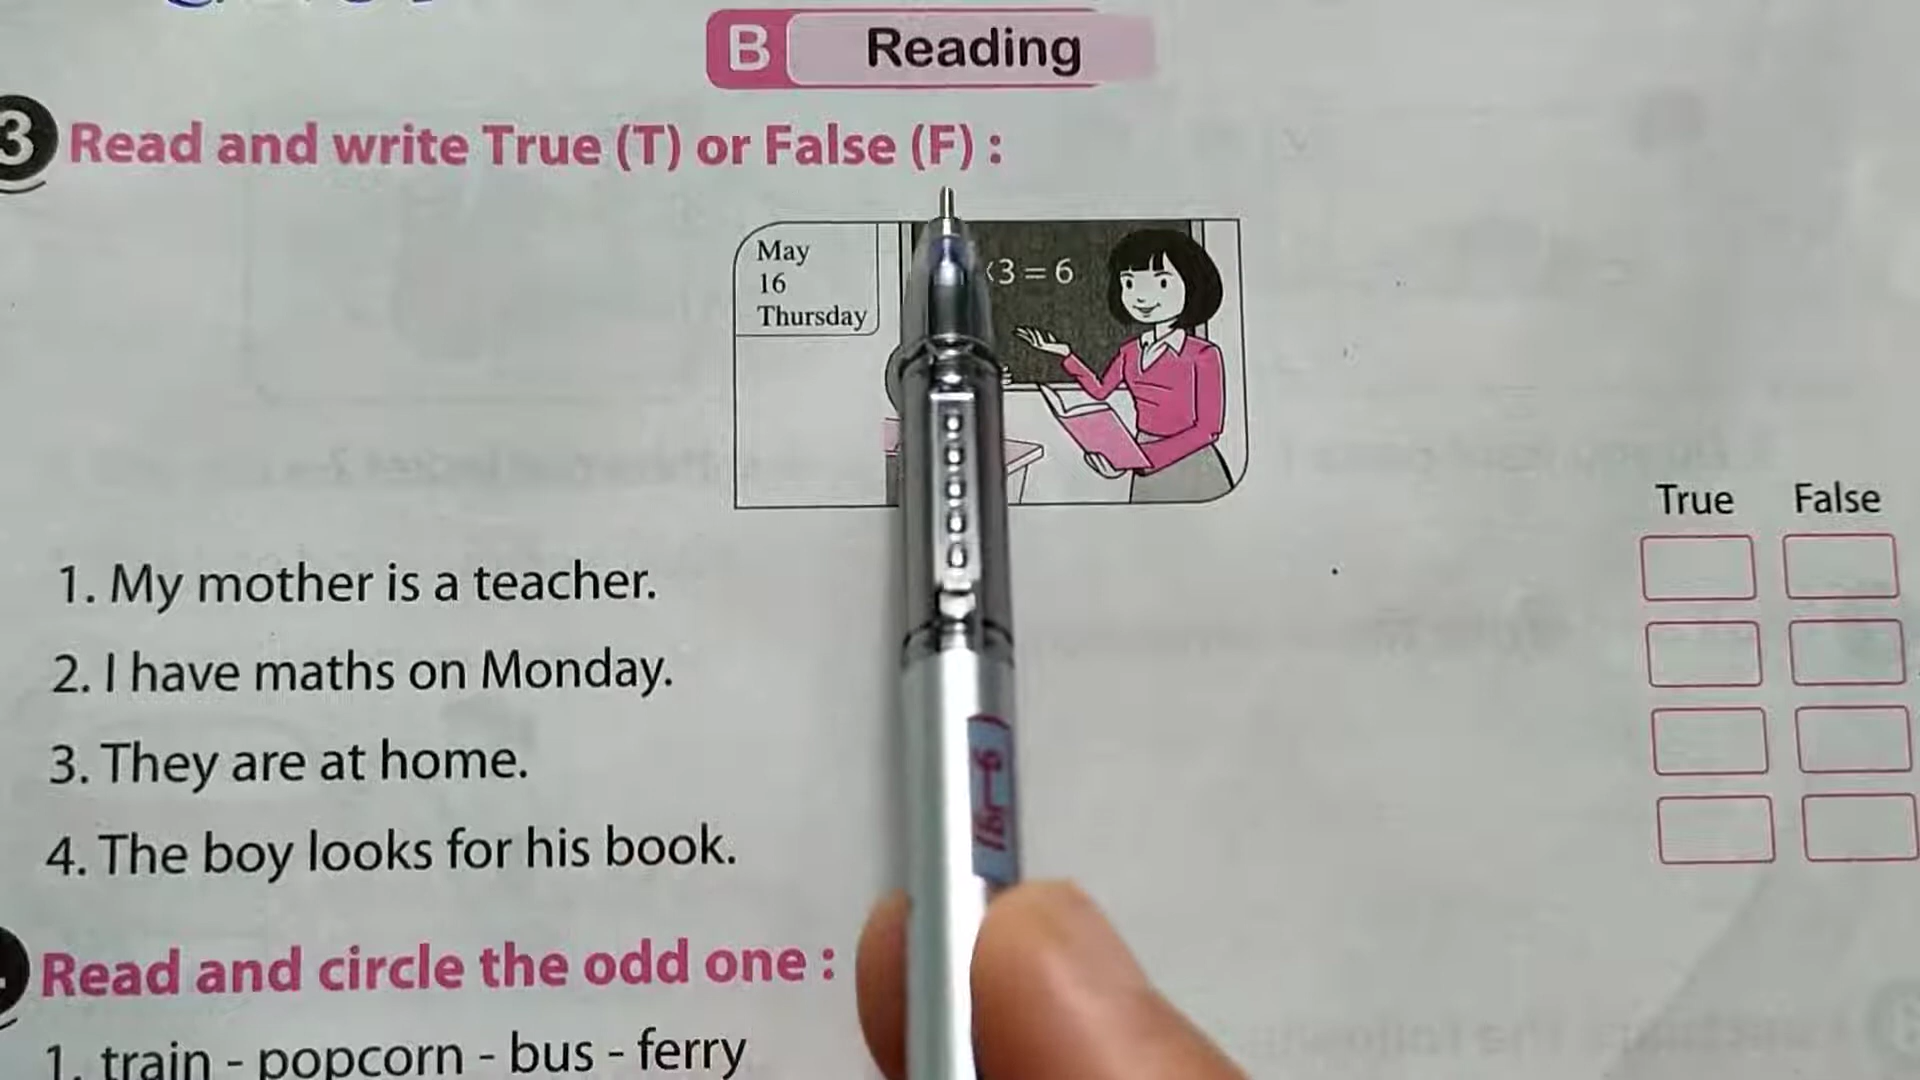 B Reading
3 Read and write True (T) or False (F) :
May
16
Thursday
3 = 6
True False
1. My mother is a teacher.
2. I have maths on Monday.
3. They are at home.
4. The boy looks for his book.
Read and circle the odd one :
1. train - popcorn - bus - ferry